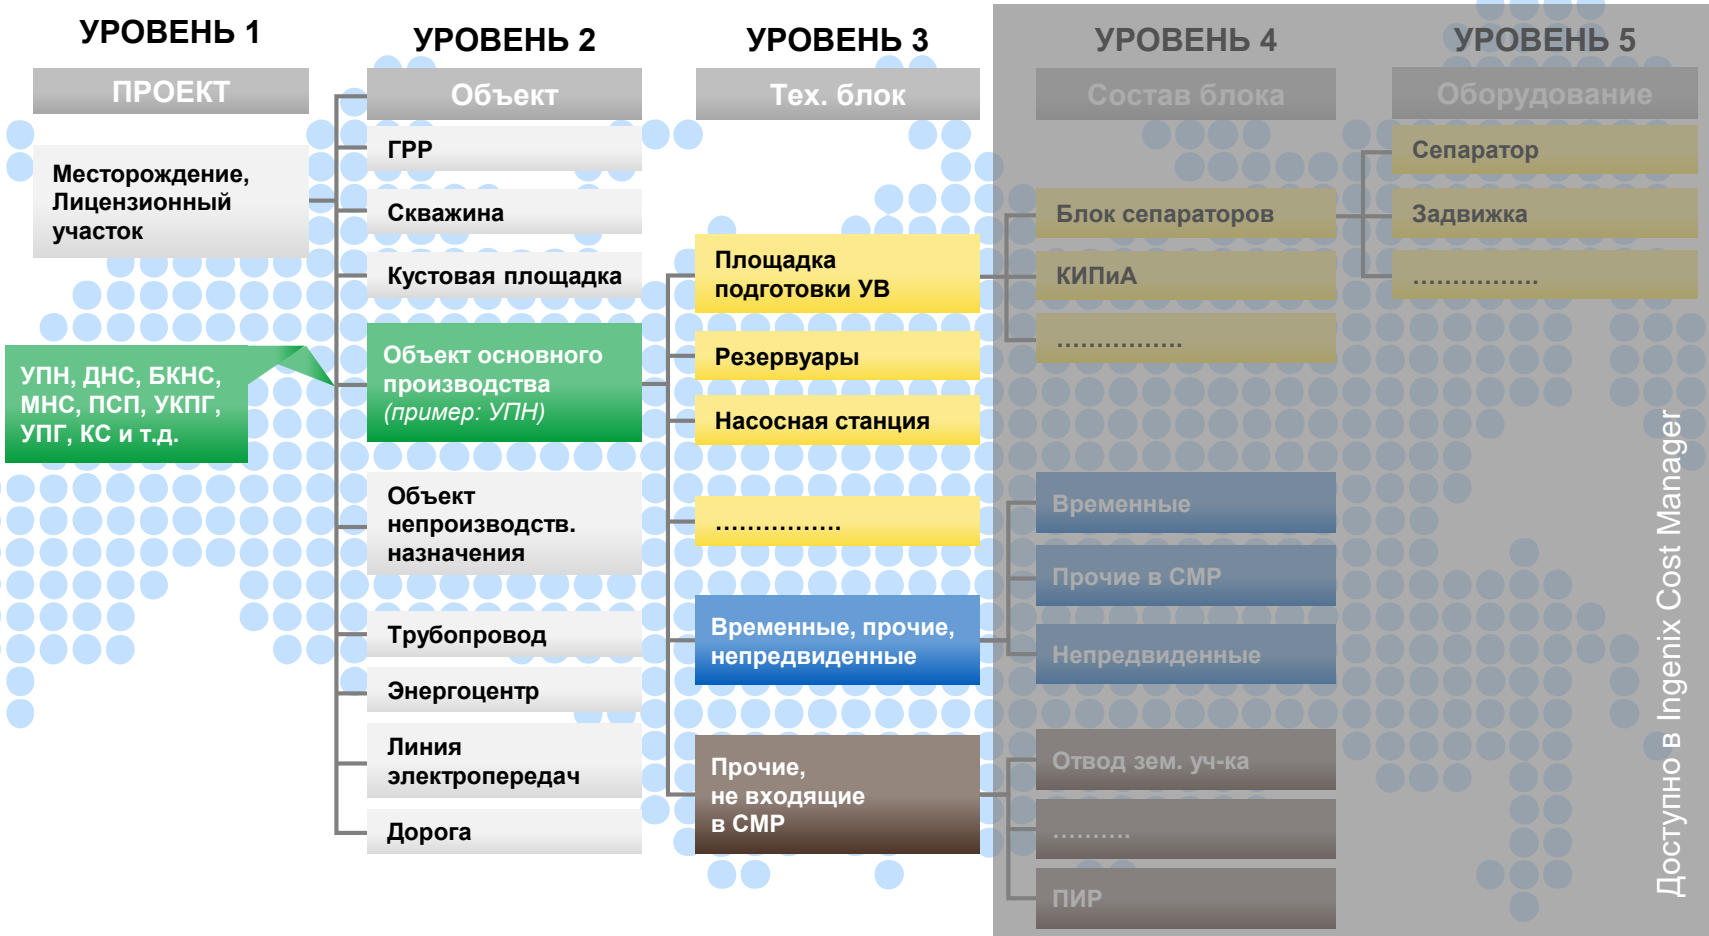 УРОВЕНЬ 1
ПРОЕКТ
Месторождение,
Лицензионный
участок
УПН, ДНС, БКНС,
МНС, ПСП, УКПГ,
УПГ, КС и т.д.
УРОВЕНЬ 2
Объект
ГРР
Скважина
Кустовая площадка
Объект основного
производства
(пример: УПН)
Объект
непроизводств.
назначения
Трубопровод
Энергоцентр
Линия
электропередач
Дорога
УРОВЕНЬ 3
Тех. блок
Площадка
подготовки УВ
Резервуары
Насосная станция
................
Временные, прочие,
непредвиденные
Прочие,
не входящие
в СМР
УРОВЕНЬ 4
Состав блока
Блок сепараторов
КИПиА
................
Временные
Прочие в СМР
Непредвиденные
Отвод зем. уч-ка
..........
ПИР
УРОВЕНЬ 5
Оборудование
Сепаратор
Задвижка
................
Доступно в Ingenix Cost Manager